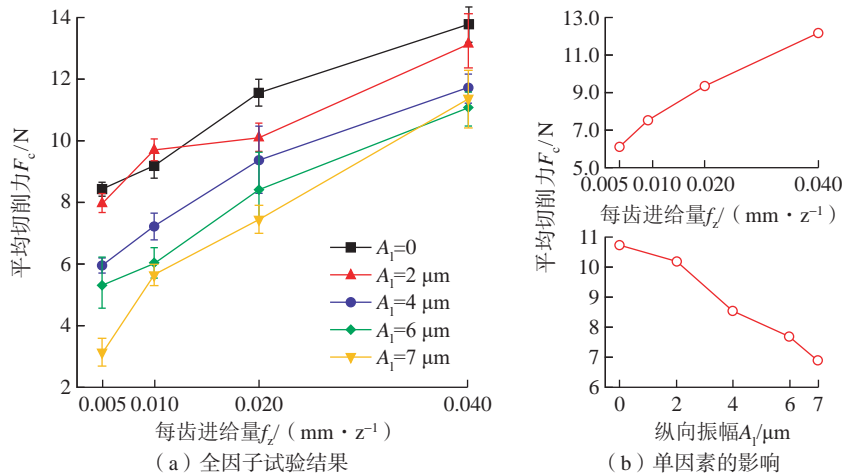 14
12
10
8
6
4
2
平均切削力Fc/N
A₁=0
A₁=2 μm
A₁=4 μm
A₁=6 μm
A₁=7 μm
0.005 0.010 0.020 0.040
每齿进给量fz/（mm · z⁻¹）
（a）全因子试验结果
13.0
11.0
9.0
7.0
5.0
0.005 0.010 0.020 0.040
每齿进给量fz/（mm · z⁻¹）
平均切削力Fc/N
11
10
9
8
7
6
0 2 4 6 7
纵向振幅A₁/μm
（b）单因素的影响